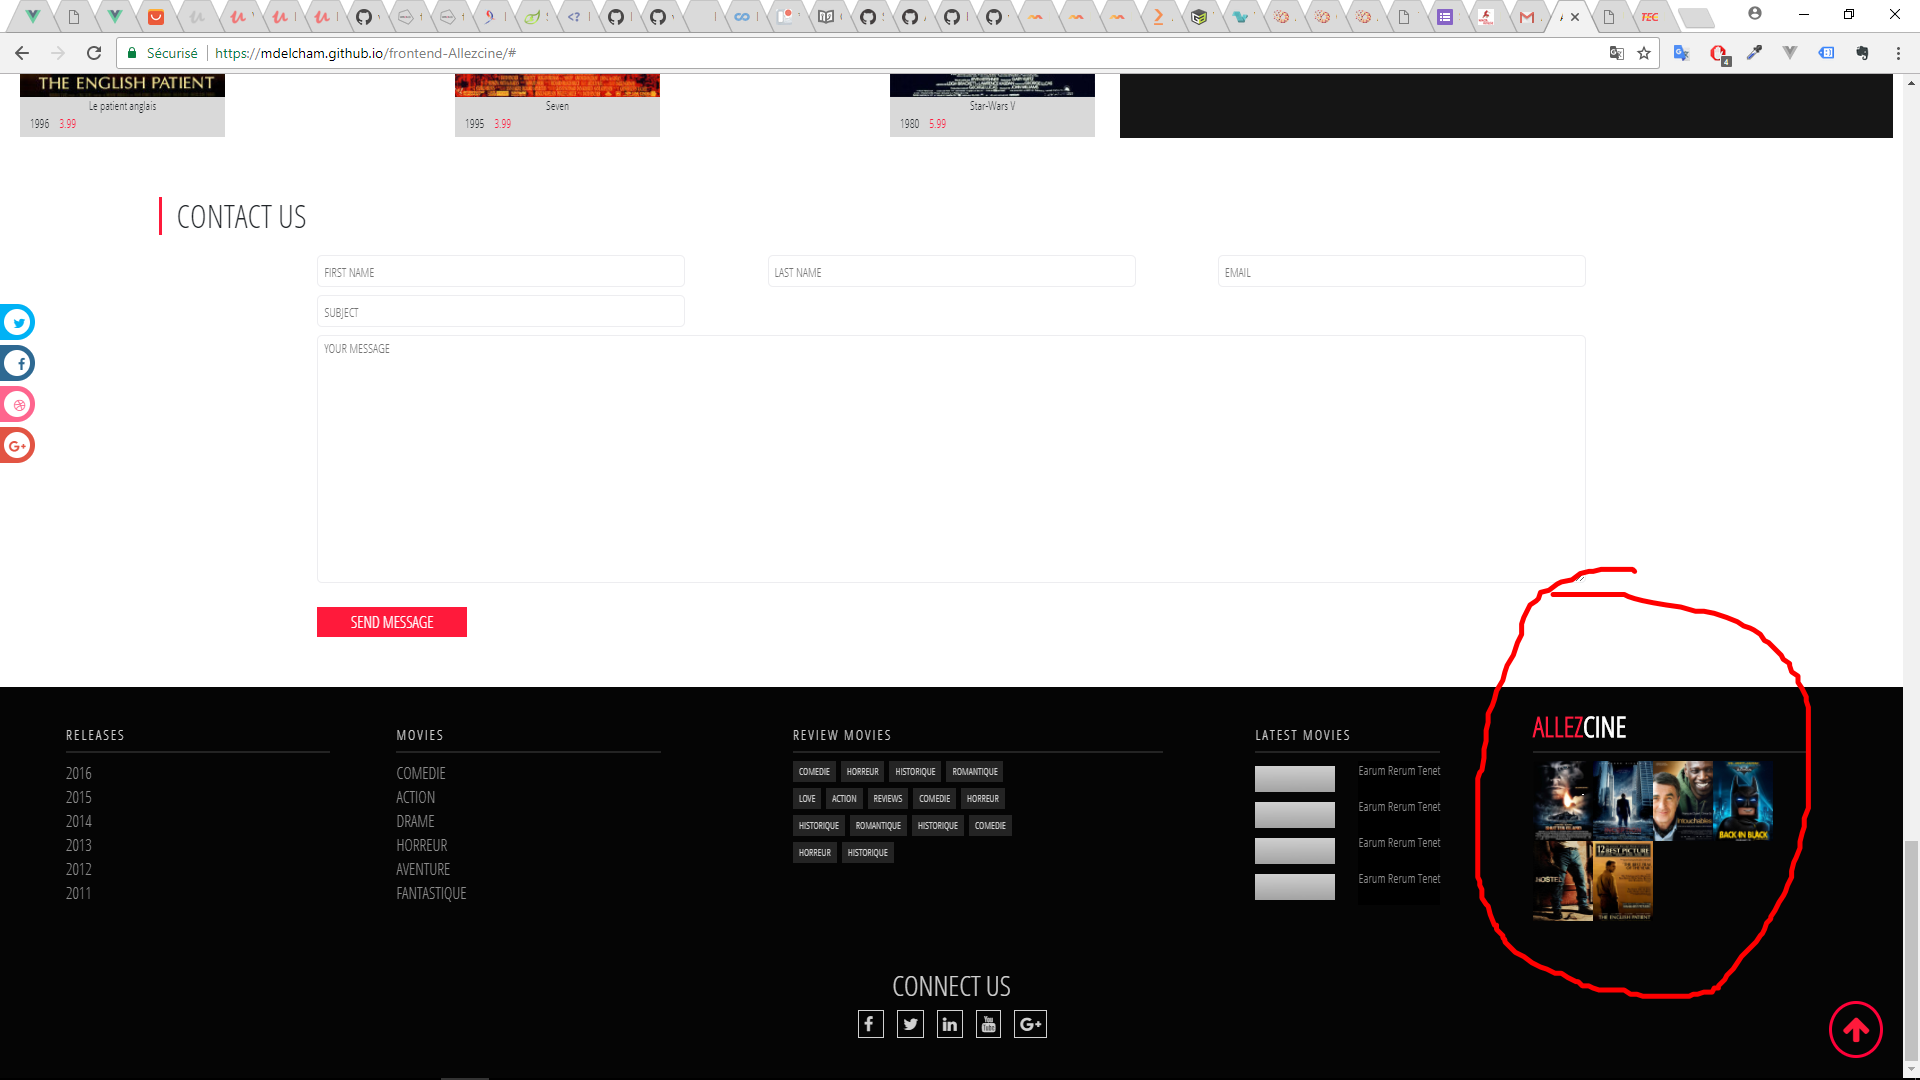 TEC
Sécurisé
https://mdelcham.github.io/frontend-Allezcine/#
4
THE ENGLISH PATIENT
Le patient anglais
1996 3.99
Seven
1995 3.99
Star-Wars V
1980 5.99
CONTACT US
FIRST NAME
LAST NAME
EMAIL
SUBJECT
YOUR MESSAGE
SEND MESSAGE
RELEASES
2016
2015
2014
2013
2012
2011
MOVIES
COMEDIE
ACTION
DRAME
HORREUR
AVENTURE
FANTASTIQUE
REVIEW MOVIES
COMEDIE HORREUR HISTORIQUE ROMANTIQUE
LOVE ACTION REVIEWS COMEDIE HORREUR
HISTORIQUE ROMANTIQUE HISTORIQUE COMEDIE
HORREUR HISTORIQUE
LATEST MOVIES
Earum Rerum Tenet
Earum Rerum Tenet
Earum Rerum Tenet
Earum Rerum Tenet
ALLEZCINE
Intouchables
BACK IN BLACK
HOSTEL
12 BEST PICTURE
THE ENGLISH PATIENT
CONNECT US
You
Tube